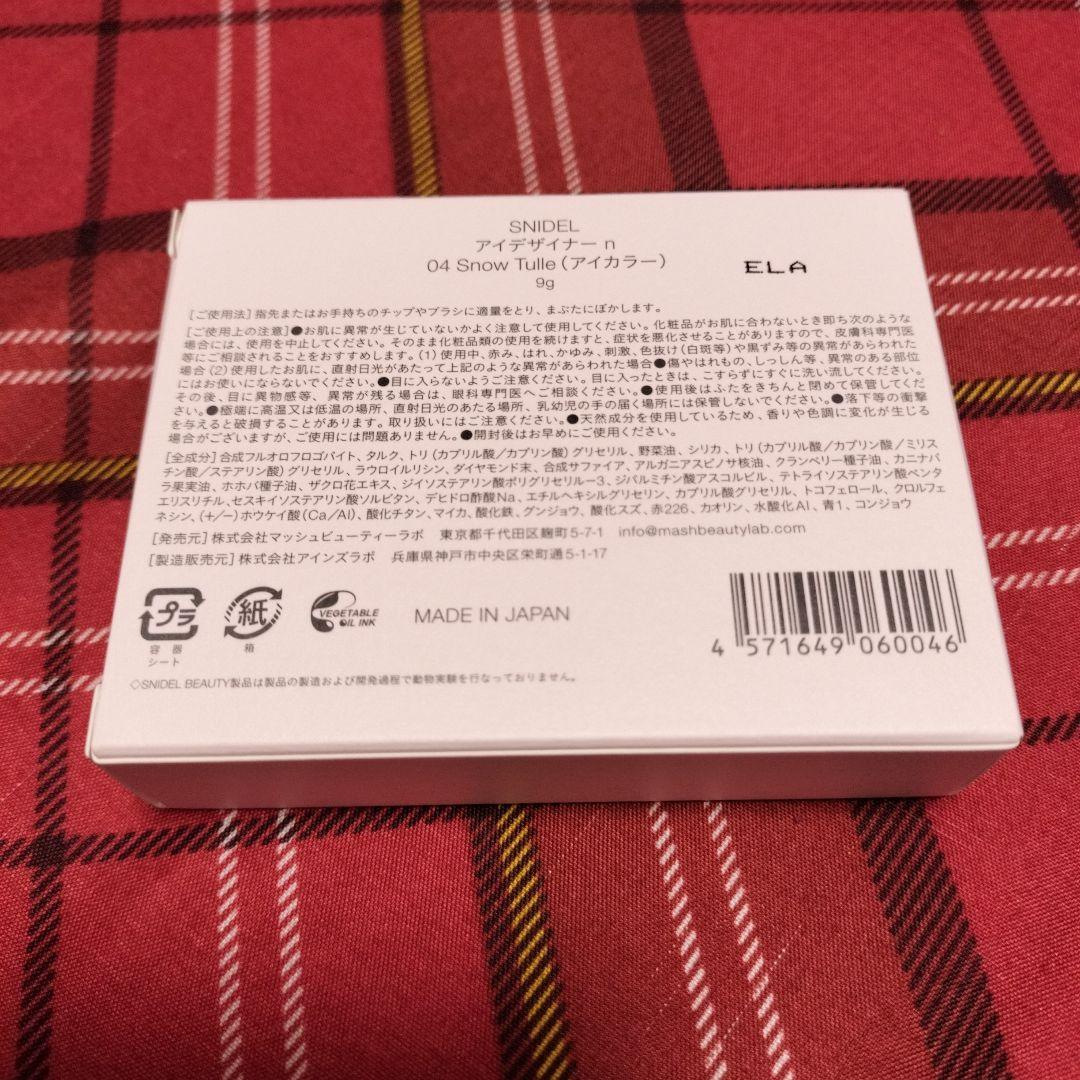 SNIDEL
アイデザイナー n
04 Snow Tulle（アイカラー）
9g
ELA
［ご使用法］指先またはお手持ちのチップやブラシに適量をとり、まぶたにぼかします。
［ご使用上の注意］●お肌に異常が生じていないかよく注意して使用してください。化粧品がお肌に合わないとき即ち次のような
場合には、使用を中止してください。そのまま化粧品類の使用を続けますと、症状を悪化させることがありますので、皮膚科専門医
等にご相談されることをおすすめします。（1）使用中、赤み、はれ、かゆみ、刺激、色抜け（白斑等）や黒ずみ等の異常があらわれた
場合（2）使用したお肌に、直射日光があたって上記のような異常があらわれた場合●傷やはれもの、しっしん等、異常のある部位
にはお使いにならないでください。●目に入らないようご注意ください。目に入ったときは、こすらずにすぐに洗い流してください。
その後、目に異物感等、異常が残る場合は、眼科専門医へご相談ください。●使用後はふたをきちんと閉めて保管してくだ
さい。●極端に高温又は低温の場所、直射日光のあたる場所、乳幼児の手の届く場所には保管しないでください。●落下等の衝撃
を与えると破損することがあります。取り扱いにはご注意ください。●天然成分を使用しているため、香りや色調に変化が生じる
場合がございますが、ご使用には問題ありません。●開封後はお早めにご使用ください。
［全成分］合成フルオロフロゴパイト、タルク、トリ（カプリル酸／カプリン酸）グリセリル、野菜油、シリカ、トリ（カプリル酸／カプリン酸／ミリス
チン酸／ステアリン酸）グリセリル、ラウロイルリシン、ダイヤモンド末、合成サファイア、アルガニアスピノサ核油、クランベリー種子油、カニナバ
ラ果実油、ホホバ種子油、ザクロ花エキス、ジイソステアリン酸ポリグリセリル－3、ジパルミチン酸アスコルビル、テトライソステアリン酸ペンタ
エリスリチル、セスキイソステアリン酸ソルビタン、デヒドロ酢酸Na、エチルヘキシルグリセリン、カプリル酸グリセリル、トコフェロール、クロルフェ
ネシン、（+/−）ホウケイ酸（Ca／Al）、酸化チタン、マイカ、酸化鉄、グンジョウ、酸化スズ、赤226、カオリン、水酸化Al、青1、コンジョウ
［発売元］株式会社マッシュビューティーラボ 東京都千代田区麹町5-7-1 info@mashbeautylab.com
［製造販売元］株式会社アインズラボ 兵庫県神戸市中央区栄町通5-1-17
プラ
容器
シート
紙
箱
VEGETABLE
OIL INK
MADE IN JAPAN
4 571649 060046
◇SNIDEL BEAUTY製品は製品の製造および開発過程で動物実験を行なっておりません。